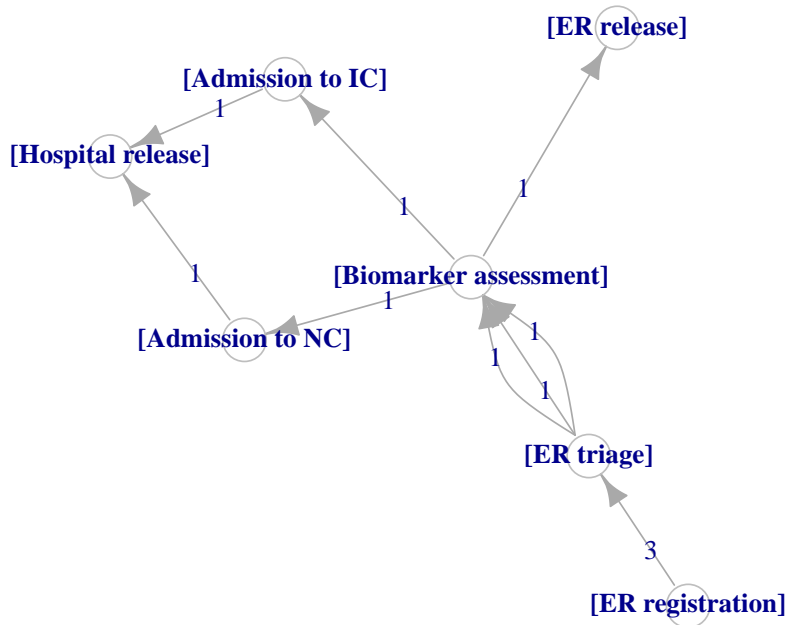 [ER release]
[Admission to IC]
1
[Hospital release]
1
1
1
[Biomarker assessment]
1
[Admission to NC]
1
1
1
[ER triage]
3
[ER registration]